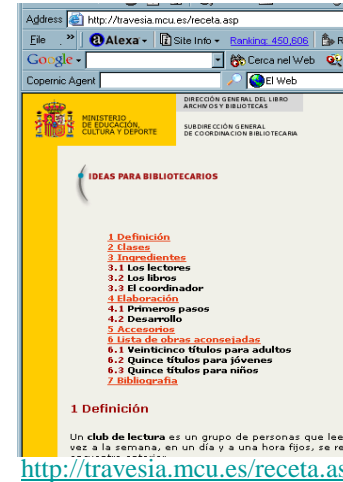 Address http://travesia.mcu.es/receta.asp
File » Alexa Site Info Ranking: 450,606
Google Cerca nel Web
Copernic Agent El Web
DIRECCIÓN GENERAL DEL LIBRO
ARCHIVOS Y BIBLIOTECAS
MINISTERIO
DE EDUCACIÓN,
CULTURA Y DEPORTE
SUBDIRECCIÓN GENERAL
DE COORDINACION BIBLIOTECARIA
IDEAS PARA BIBLIOTECARIOS
1 Definición
2 Clases
3 Ingredientes
3.1 Los lectores
3.2 Los libros
3.3 El coordinador
4 Elaboración
4.1 Primeros pasos
4.2 Desarrollo
5 Accesorios
6 Lista de obras aconsejadas
6.1 Veinticinco títulos para adultos
6.2 Quince títulos para jóvenes
6.3 Quince títulos para niños
7 Bibliografía
1 Definición
Un club de lectura es un grupo de personas que lee
vez a la semana, en un día y a una hora fijos, se re
http://travesia.mcu.es/receta.as